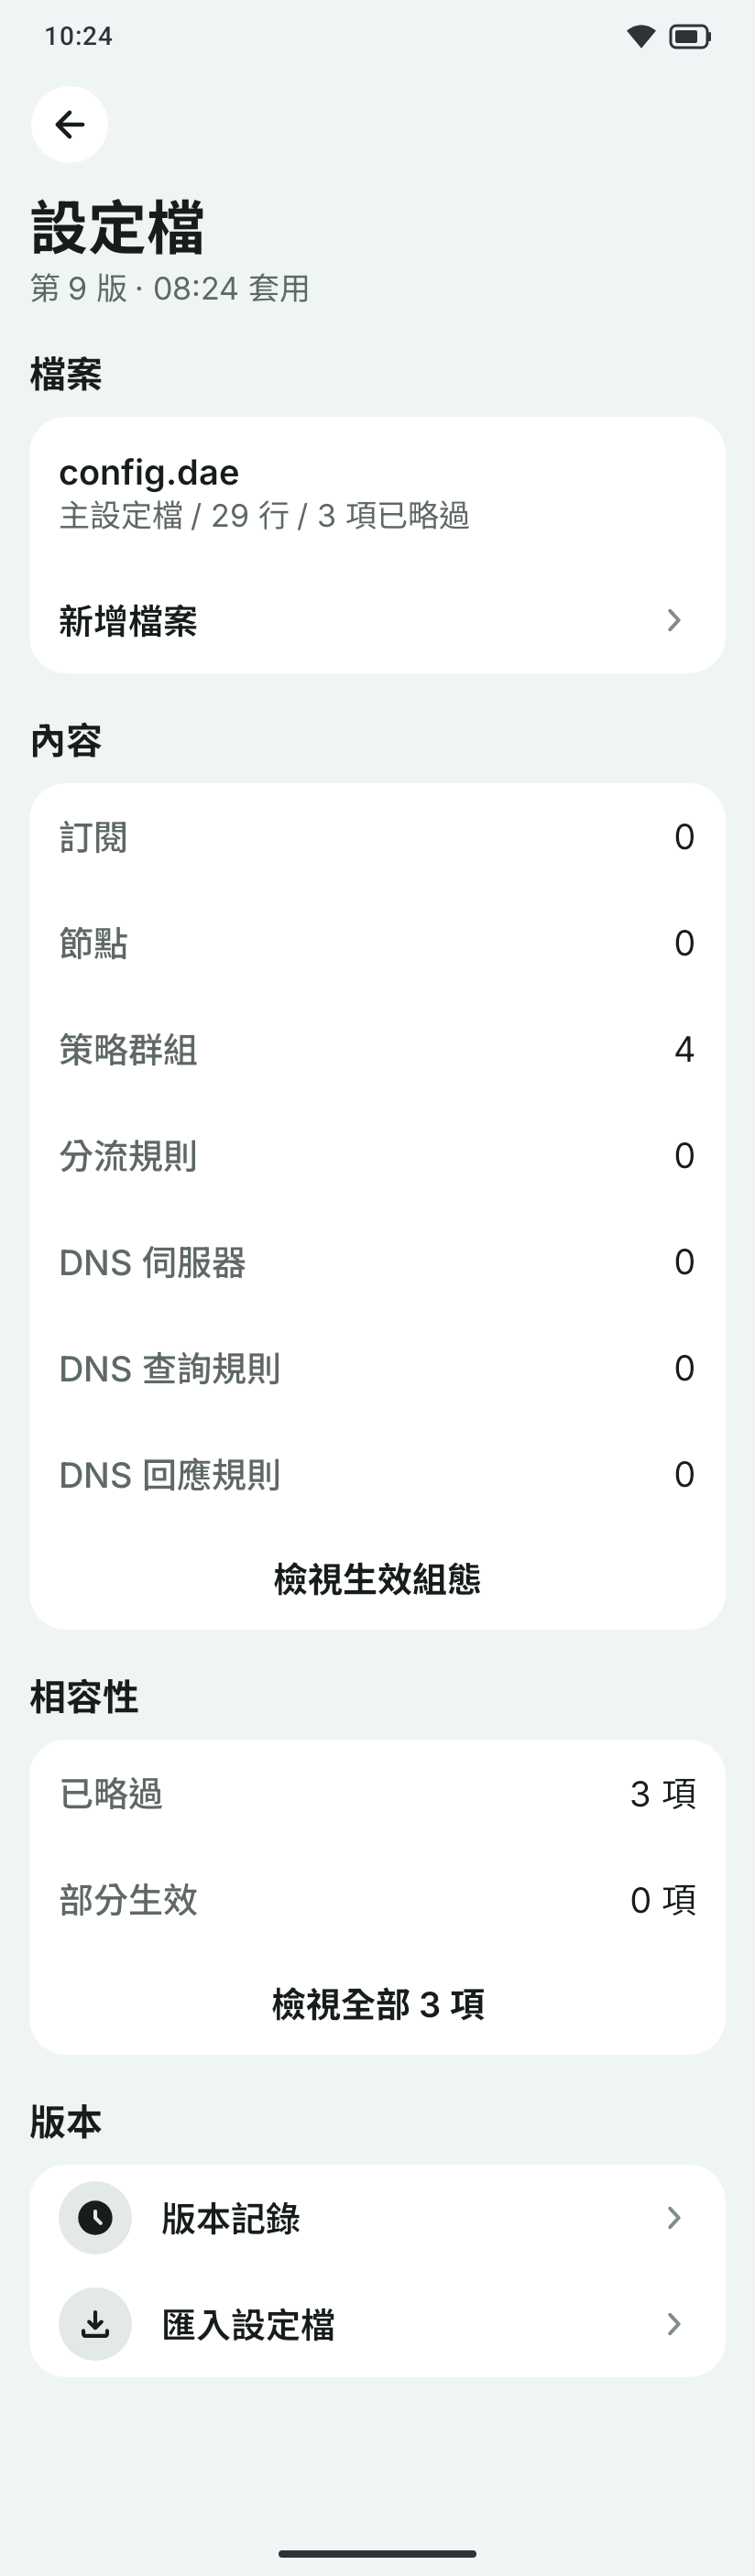 10:24
設定檔
第 9 版 · 08:24 套用
檔案
config.dae
主設定檔 / 29 行 / 3 項已略過
新增檔案
內容
訂閱 0
節點 0
策略群組 4
分流規則 0
DNS 伺服器 0
DNS 查詢規則 0
DNS 回應規則 0
檢視生效組態
相容性
已略過 3 項
部分生效 0 項
檢視全部 3 項
版本
版本記錄
匯入設定檔